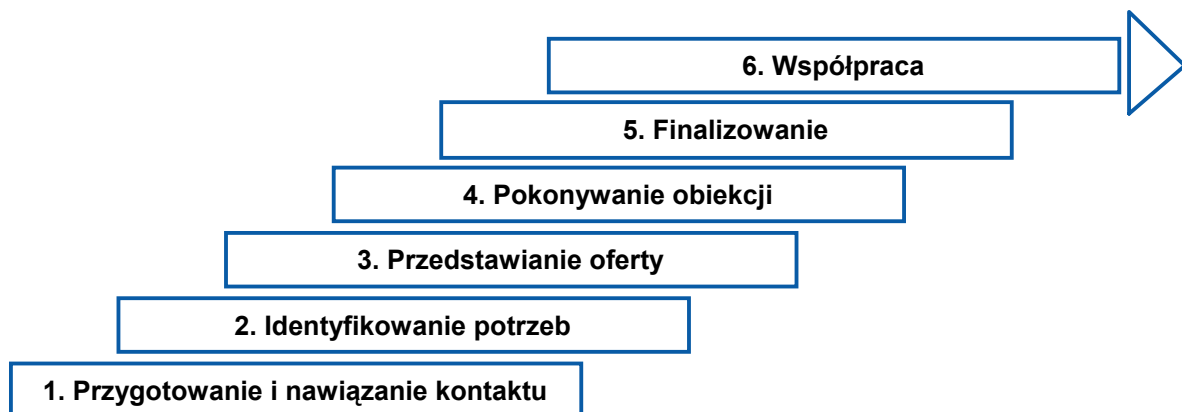 6. Współpraca
5. Finalizowanie
4. Pokonywanie obiekcji
3. Przedstawianie oferty
2. Identyfikowanie potrzeb
1. Przygotowanie i nawiązanie kontaktu